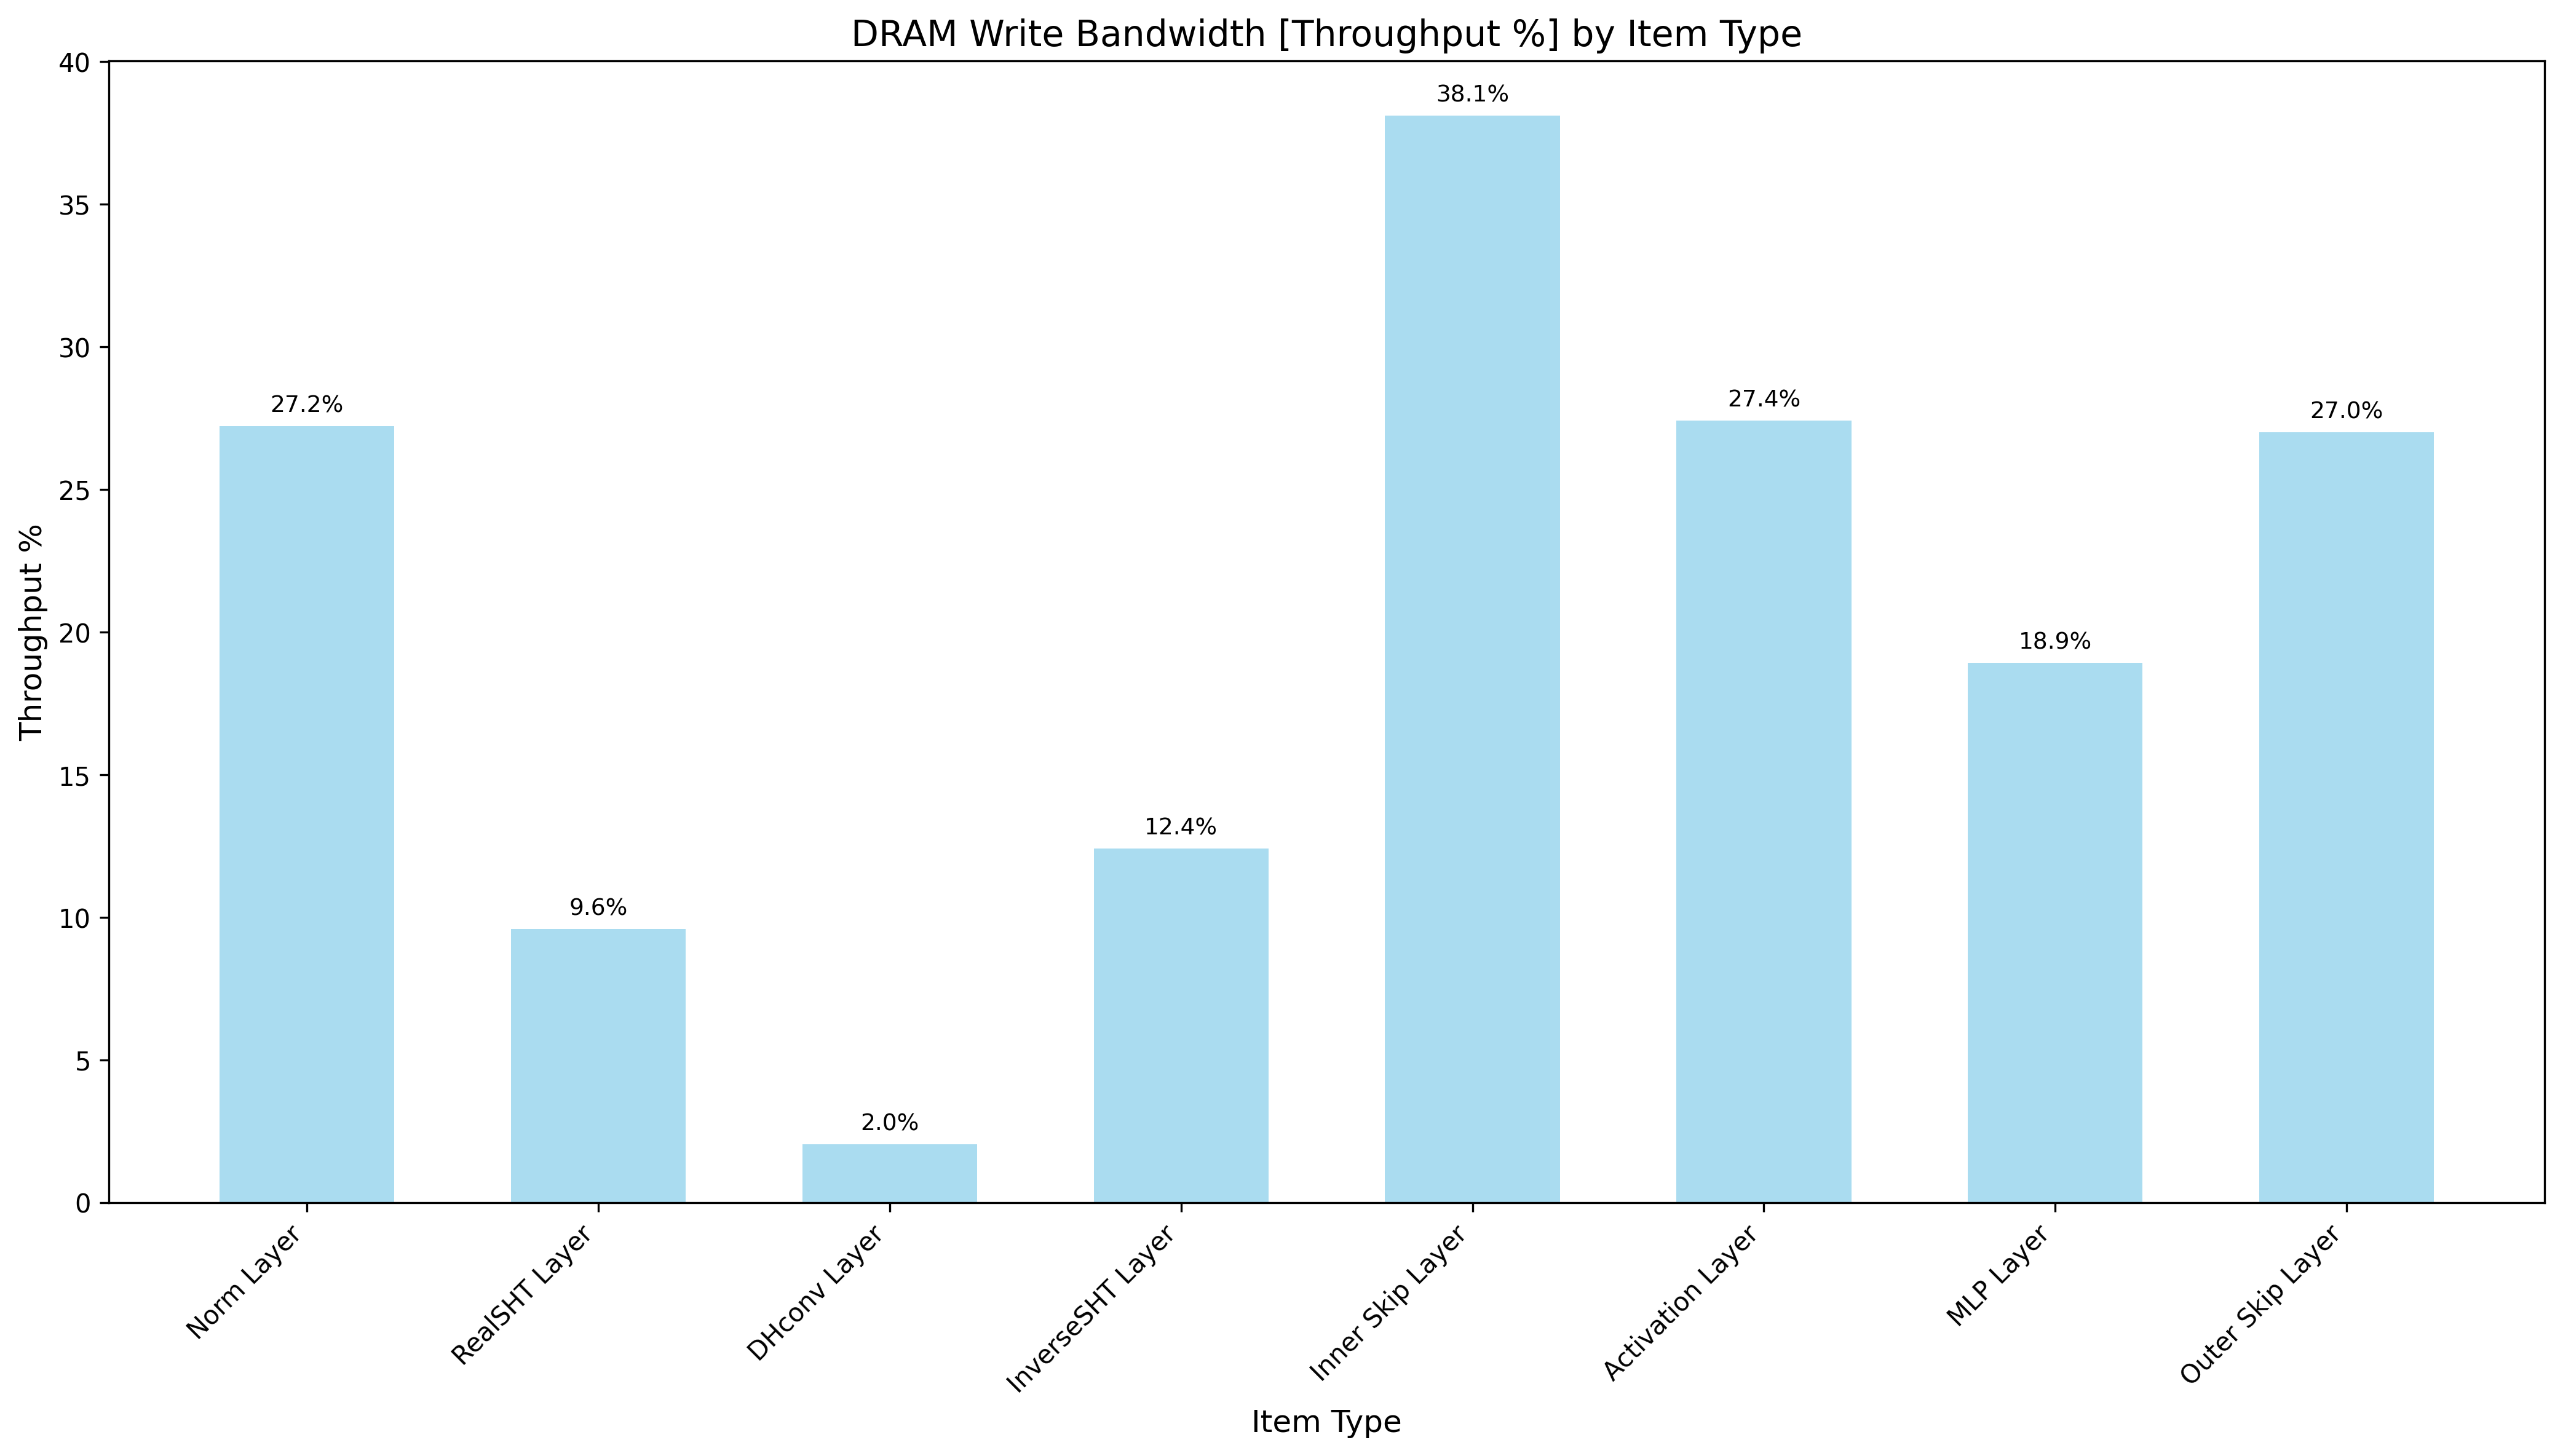 DRAM Write Bandwidth [Throughput %] by Item Type
Throughput %
40
35
30
25
20
15
10
5
0
27.2%
9.6%
2.0%
12.4%
38.1%
27.4%
18.9%
27.0%
Norm Layer
RealSHT Layer
DHconv Layer
InverseSHT Layer
Inner Skip Layer
Activation Layer
MLP Layer
Outer Skip Layer
Item Type